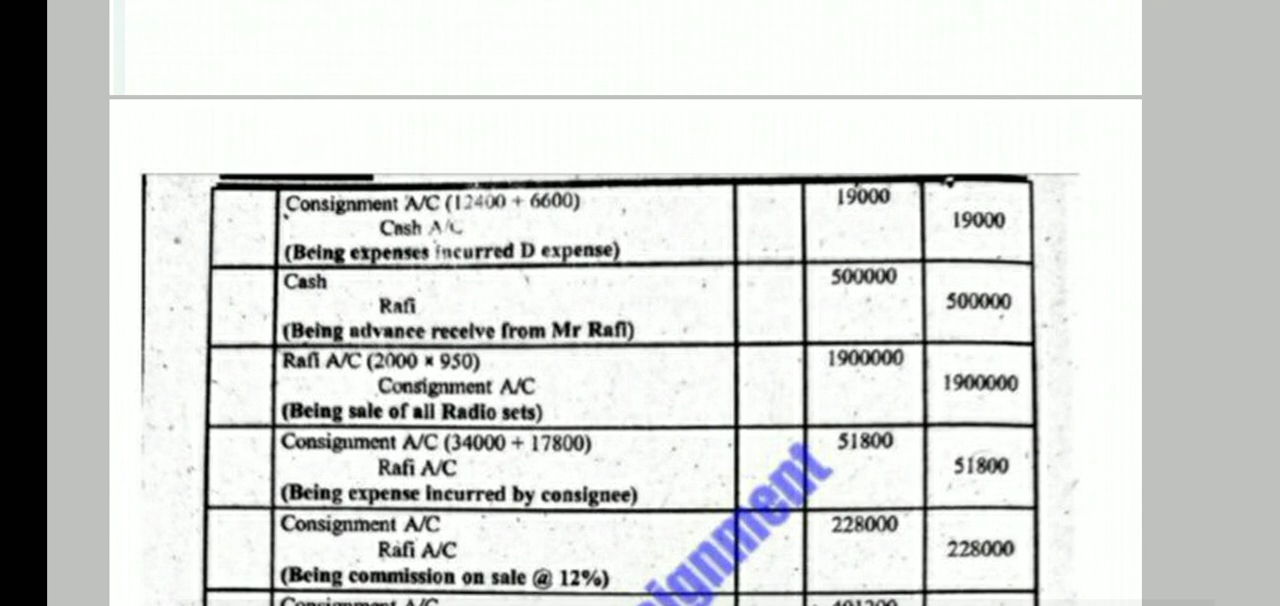 Consignment A/C (12400 + 6600) 19000
Cash A/C 19000
(Being expenses incurred D expense)
Cash 500000
Rafi 500000
(Being advance receive from Mr Rafi)
Rafi A/C (2000 × 950) 1900000
Consignment A/C 1900000
(Being sale of all Radio sets)
Consignment A/C (34000 + 17800) 51800
Rafi A/C 51800
(Being expense incurred by consignee)
Consignment A/C 228000
Rafi A/C 228000
(Being commission on sale @ 12%)
Consignment A/C 401200
ignment